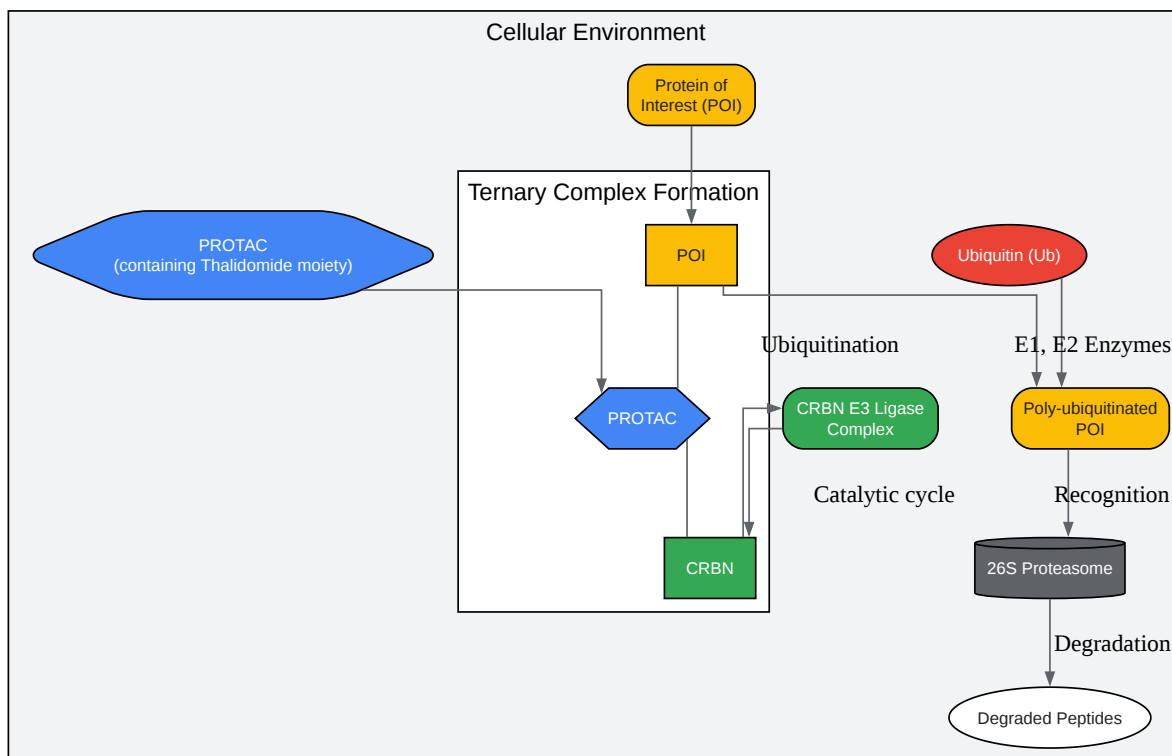 Cellular Environment
Protein of
Interest (POI)
Ternary Complex Formation
PROTAC
(containing Thalidomide moiety)
POI
Ubiquitin (Ub)
Ubiquitination
E1, E2 Enzymes
PROTAC
CRBN E3 Ligase
Complex
Poly-ubiquitinated
POI
Catalytic cycle
Recognition
CRBN
26S Proteasome
Degradation
Degraded Peptides